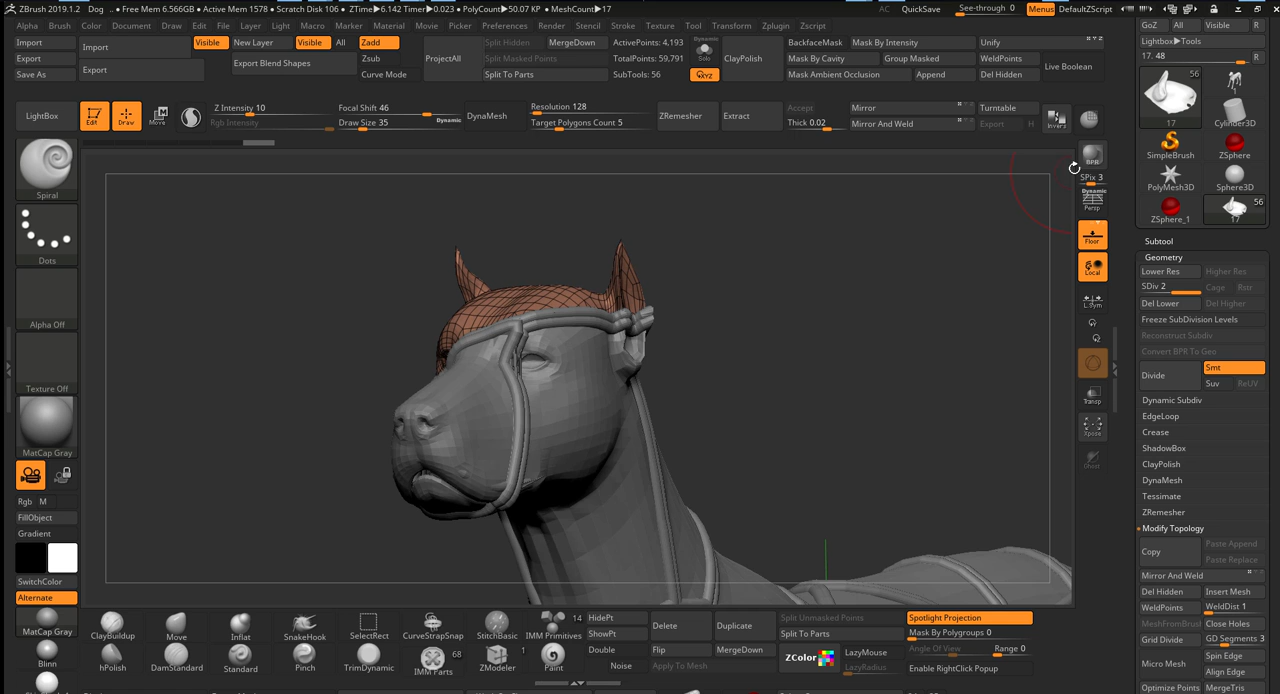 ZBrush 2019.1.2 Dog .. • Free Mem 6.566GB • Active Mem 1578 • Scratch Disk 106 • ZTime▶6.142 Timer▶0.023 • PolyCount▶50.07 KP • MeshCount▶17 AC QuickSave See-through 0 Menus DefaultZScript
Alpha Brush Color Document Draw Edit File Layer Light Macro Marker Material Movie Picker Preferences Render Stencil Stroke Texture Tool Transform Zplugin Zscript
Import
Export
Save As
Import
Export
Visible New Layer Visible All Zadd
Export Blend Shapes Zsub
Curve Mode
ProjectAll
Split Hidden MergeDown
Split Masked Points
Split To Parts
ActivePoints: 4,193
TotalPoints: 59,791
SubTools: 56
Dynamic
Solo
XYZ
ClayPolish
BackfaceMask Mask By Intensity Unify
Mask By Cavity Group Masked WeldPoints
Mask Ambient Occlusion Append Del Hidden
Live Boolean
LightBox
Edit
Draw
Move
Z Intensity 10
Rgb Intensity
Focal Shift 46
Draw Size 35 Dynamic
DynaMesh
Resolution 128
Target Polygons Count 5
ZRemesher
Extract
Accept
Thick 0.02
Mirror
Mirror And Weld
Turntable
Export H
Invers
Spiral
Dots
Alpha Off
Texture Off
MatCap Gray
Rgb M
FillObject
Gradient
SwitchColor
Alternate
MatCap Gray
Blinn
BPR
SPix 3
Dynamic
Persp
Floor
Local
L.Sym
Transp
Xpose
Ghost
GoZ All Visible R
Lightbox▶Tools
17. 48 R
56
17
1
Cylinder3D
SimpleBrush
ZSphere
PolyMesh3D
Sphere3D
ZSphere_1
56
17
Subtool
Geometry
Lower Res Higher Res
SDiv 2 Cage Rstr
Del Lower Del Higher
Freeze SubDivision Levels
Reconstruct Subdiv
Convert BPR To Geo
Divide
Smt
Suv ReUV
Dynamic Subdiv
EdgeLoop
Crease
ShadowBox
ClayPolish
DynaMesh
Tessimate
ZRemesher
Modify Topology
Copy
Paste Append
Paste Replace
Mirror And Weld
Del Hidden Insert Mesh
WeldPoints WeldDist 1
MeshFromBrush Close Holes
Grid Divide GD Segments 3
Micro Mesh
Spin Edge
Align Edge
Optimize Points MergeTris
ClayBuildup Move Inflat SnakeHook SelectRect CurveStrapSnap StitchBasic IMM Primitives 14
hPolish DamStandard Standard Pinch TrimDynamic IMM Parts 68 ZModeler 1 Paint
HidePt
ShowPt
Double
Noise
Delete
Flip
Apply To Mesh
Duplicate
MergeDown
Split Unmasked Points
Split To Parts
ZColor
LazyMouse
LazyRadius
Spotlight Projection
Mask By Polygroups 0
Angle Of View Range 0
Enable RightClick Popup